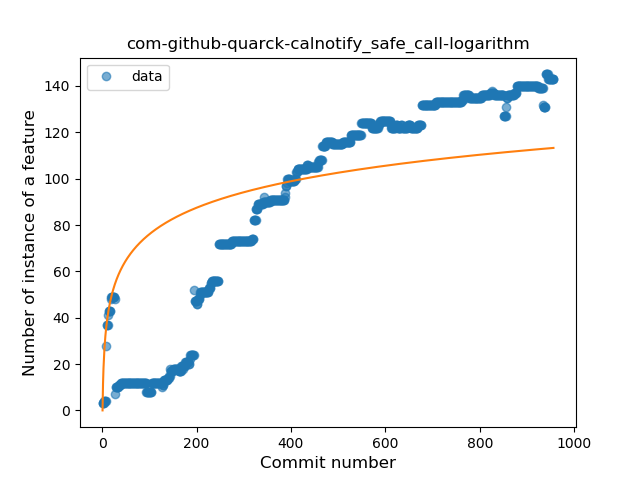 com-github-quarck-calnotify_safe_call-logarithm
data
Number of instance of a feature
140
120
100
80
60
40
20
0
0 200 400 600 800 1000
Commit number